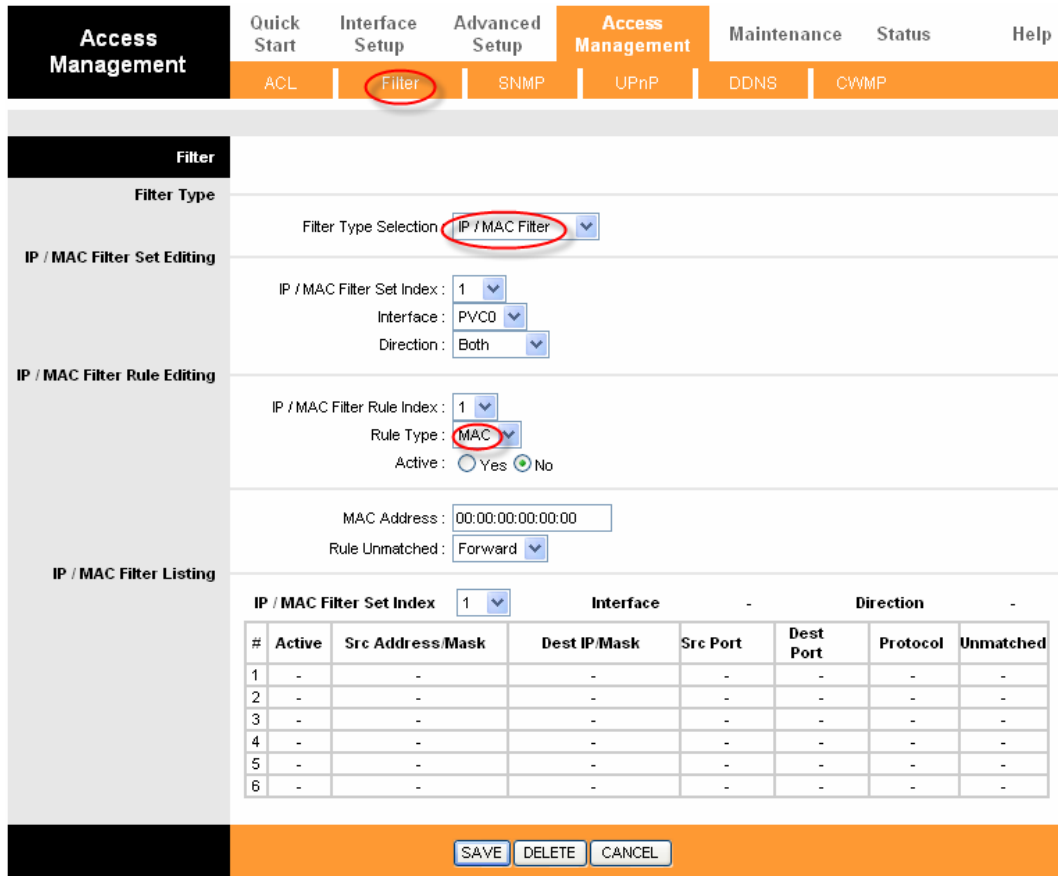 Access Management
Quick Start
Interface Setup
Advanced Setup
Access Management
Maintenance
Status
Help
ACL
Filter
SNMP
UPnP
DDNS
CWMP
Filter
Filter Type
Filter Type Selection : IP / MAC Filter
IP / MAC Filter Set Editing
IP / MAC Filter Set Index : 1
Interface : PVC0
Direction : Both
IP / MAC Filter Rule Editing
IP / MAC Filter Rule Index : 1
Rule Type : MAC
Active : Yes No
MAC Address : 00:00:00:00:00:00
Rule Unmatched : Forward
IP / MAC Filter Listing
IP / MAC Filter Set Index 1 Interface - Direction -
# Active Src Address/Mask Dest IP/Mask Src Port Dest Port Protocol Unmatched
1 - - - - - - -
2 - - - - - - -
3 - - - - - - -
4 - - - - - - -
5 - - - - - - -
6 - - - - - - -
SAVE DELETE CANCEL